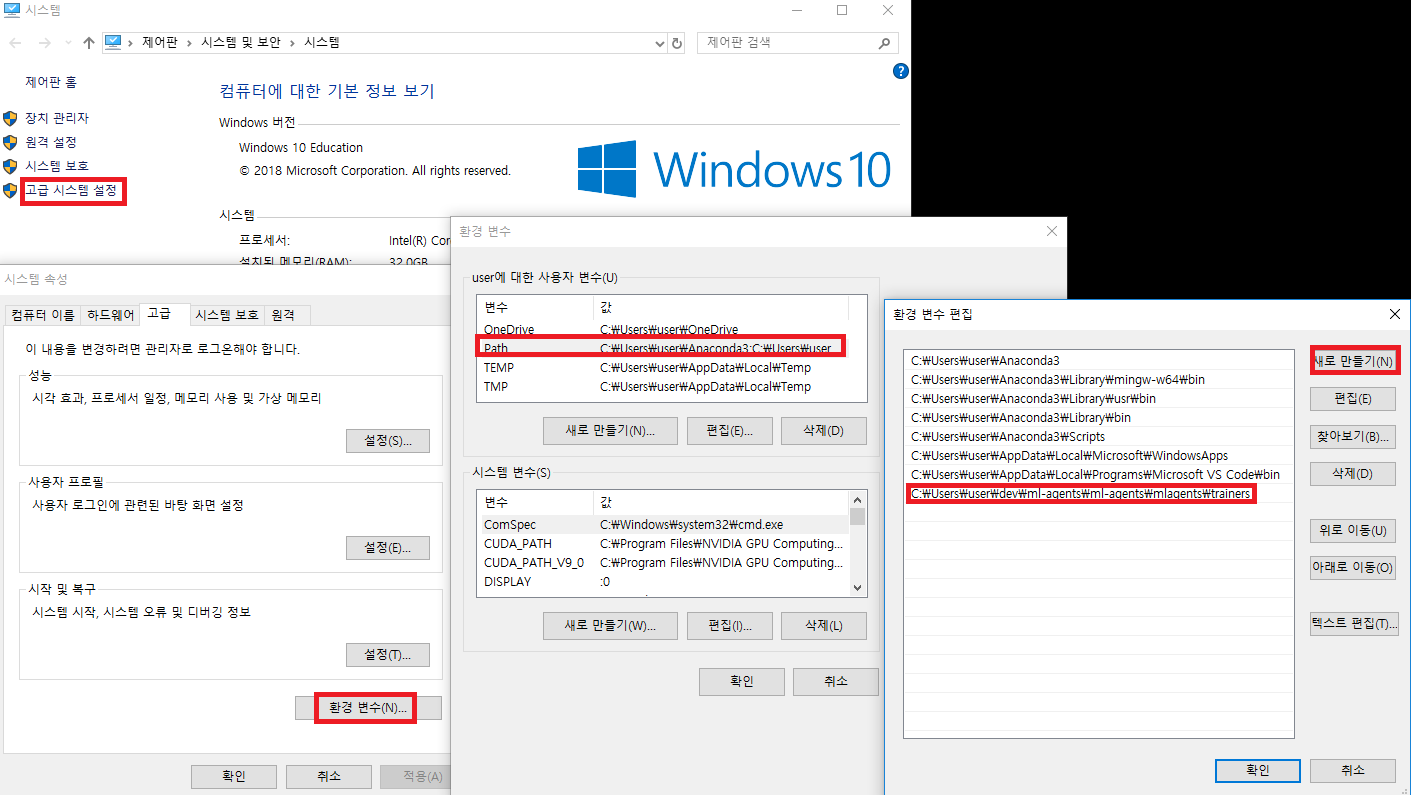 시스템
제어판 › 시스템 및 보안 › 시스템
제어판 검색
제어판 홈
장치 관리자
원격 설정
시스템 보호
고급 시스템 설정
컴퓨터에 대한 기본 정보 보기
Windows 버전
Windows 10 Education
© 2018 Microsoft Corporation. All rights reserved.
Windows 10
시스템
프로세서: Intel(R) Cor
설치된 메모리(RAM): 32.0GB
시스템 속성
컴퓨터 이름 하드웨어 고급 시스템 보호 원격
이 내용을 변경하려면 관리자로 로그온해야 합니다.
성능
시각 효과, 프로세서 일정, 메모리 사용 및 가상 메모리
설정(S)...
사용자 프로필
사용자 로그인에 관련된 바탕 화면 설정
설정(E)...
시작 및 복구
시스템 시작, 시스템 오류 및 디버깅 정보
설정(T)...
환경 변수(N)...
확인 취소 적용(A)
환경 변수
user에 대한 사용자 변수(U)
변수 값
OneDrive C:₩Users₩user₩OneDrive
Path C:₩Users₩user₩Anaconda3;C:₩Users₩user...
TEMP C:₩Users₩user₩AppData₩Local₩Temp
TMP C:₩Users₩user₩AppData₩Local₩Temp
새로 만들기(N)... 편집(E)... 삭제(D)
시스템 변수(S)
변수 값
ComSpec C:₩Windows₩system32₩cmd.exe
CUDA_PATH C:₩Program Files₩NVIDIA GPU Computing...
CUDA_PATH_V9_0 C:₩Program Files₩NVIDIA GPU Computing...
DISPLAY :0
새로 만들기(W)... 편집(I)... 삭제(L)
확인 취소
환경 변수 편집
C:₩Users₩user₩Anaconda3
C:₩Users₩user₩Anaconda3₩Library₩mingw-w64₩bin
C:₩Users₩user₩Anaconda3₩Library₩usr₩bin
C:₩Users₩user₩Anaconda3₩Library₩bin
C:₩Users₩user₩Anaconda3₩Scripts
C:₩Users₩user₩AppData₩Local₩Microsoft₩WindowsApps
C:₩Users₩user₩AppData₩Local₩Programs₩Microsoft VS Code₩bin
C:₩Users₩user₩dev₩ml-agents₩ml-agents₩mlagents₩trainers
새로 만들기(N)
편집(E)
찾아보기(B)...
삭제(D)
위로 이동(U)
아래로 이동(O)
텍스트 편집(T)...
확인 취소